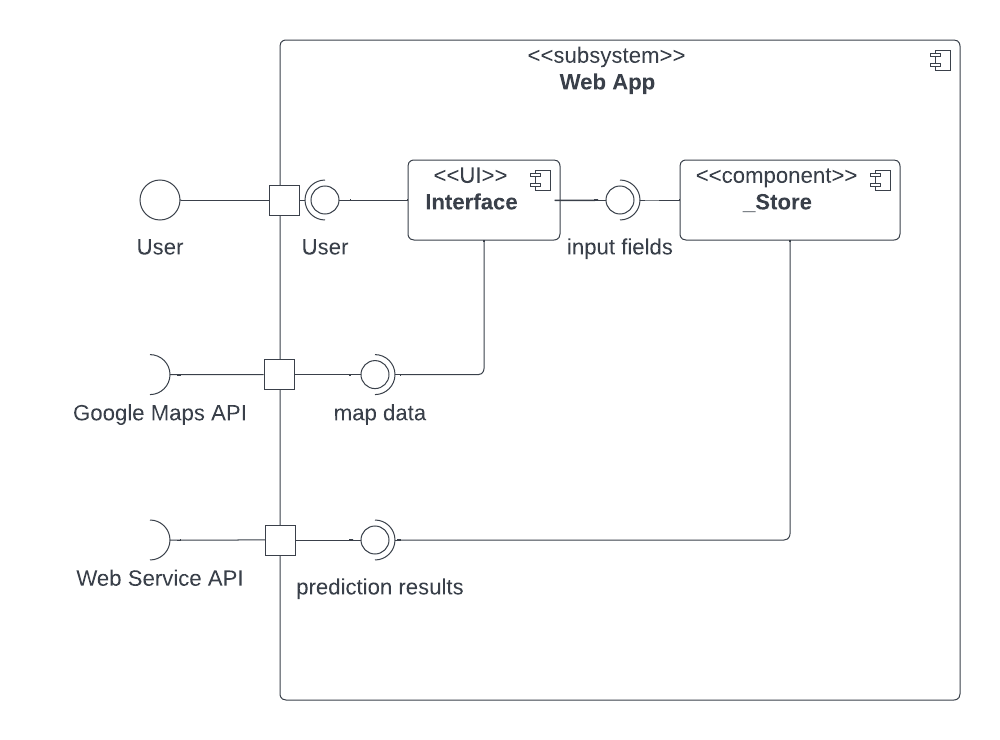 <<subsystem>>
Web App
<<UI>>
Interface
<<component>>
_Store
User
User
input fields
Google Maps API
map data
Web Service API
prediction results